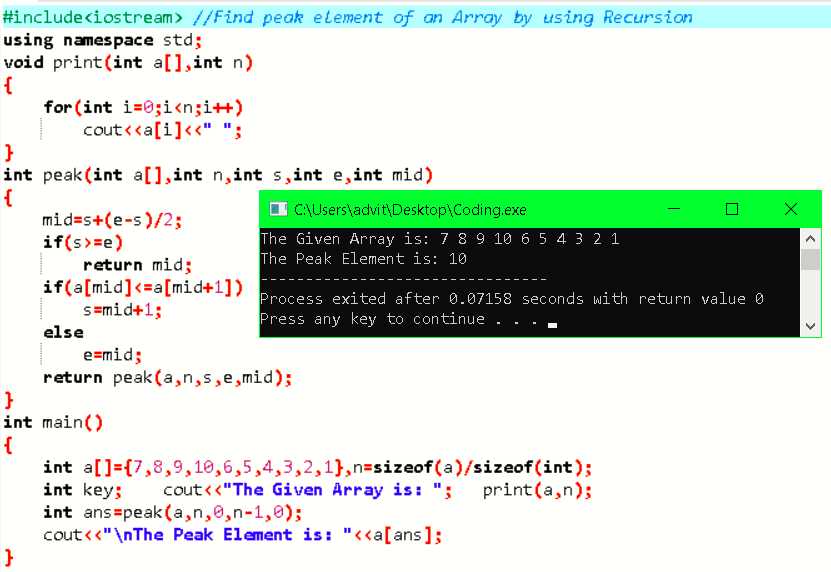 #include<iostream> //Find peak element of an Array by using Recursion
using namespace std;
void print(int a[],int n)
{
    for(int i=0;i<n;i++)
        cout<<a[i]<<" ";
}
int peak(int a[],int n,int s,int e,int mid)
{
    mid=s+(e-s)/2;
    if(s>=e)
        return mid;
    if(a[mid]<=a[mid+1])
        s=mid+1;
    else
        e=mid;
    return peak(a,n,s,e,mid);
}
int main()
{
    int a[]={7,8,9,10,6,5,4,3,2,1},n=sizeof(a)/sizeof(int);
    int key;    cout<<"The Given Array is: ";   print(a,n);
    int ans=peak(a,n,0,n-1,0);
    cout<<"\nThe Peak Element is: "<<a[ans];
}
C:\Users\advit\Desktop\Coding.exe
The Given Array is: 7 8 9 10 6 5 4 3 2 1
The Peak Element is: 10
--------------------------------
Process exited after 0.07158 seconds with return value 0
Press any key to continue . . .